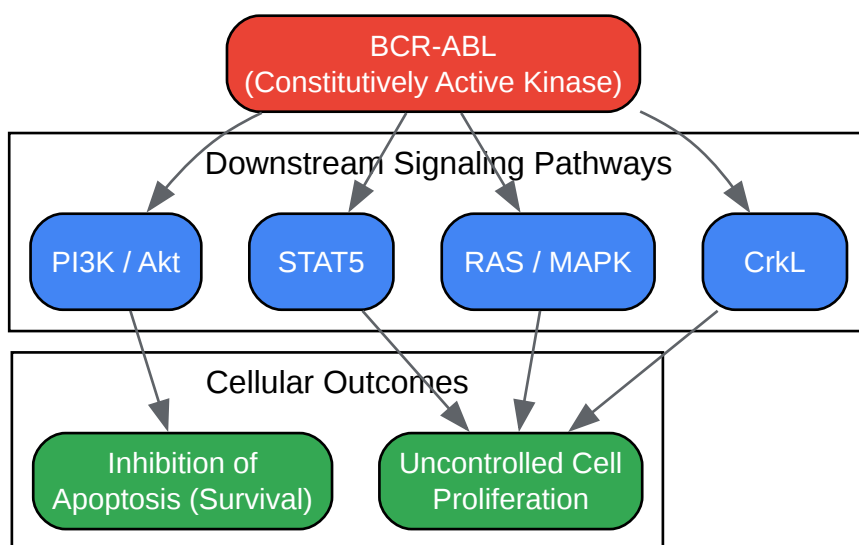 BCR-ABL
(Constitutively Active Kinase)
Downstream Signaling Pathways
PI3K / Akt
STAT5
RAS / MAPK
CrkL
Cellular Outcomes
Inhibition of
Apoptosis (Survival)
Uncontrolled Cell
Proliferation